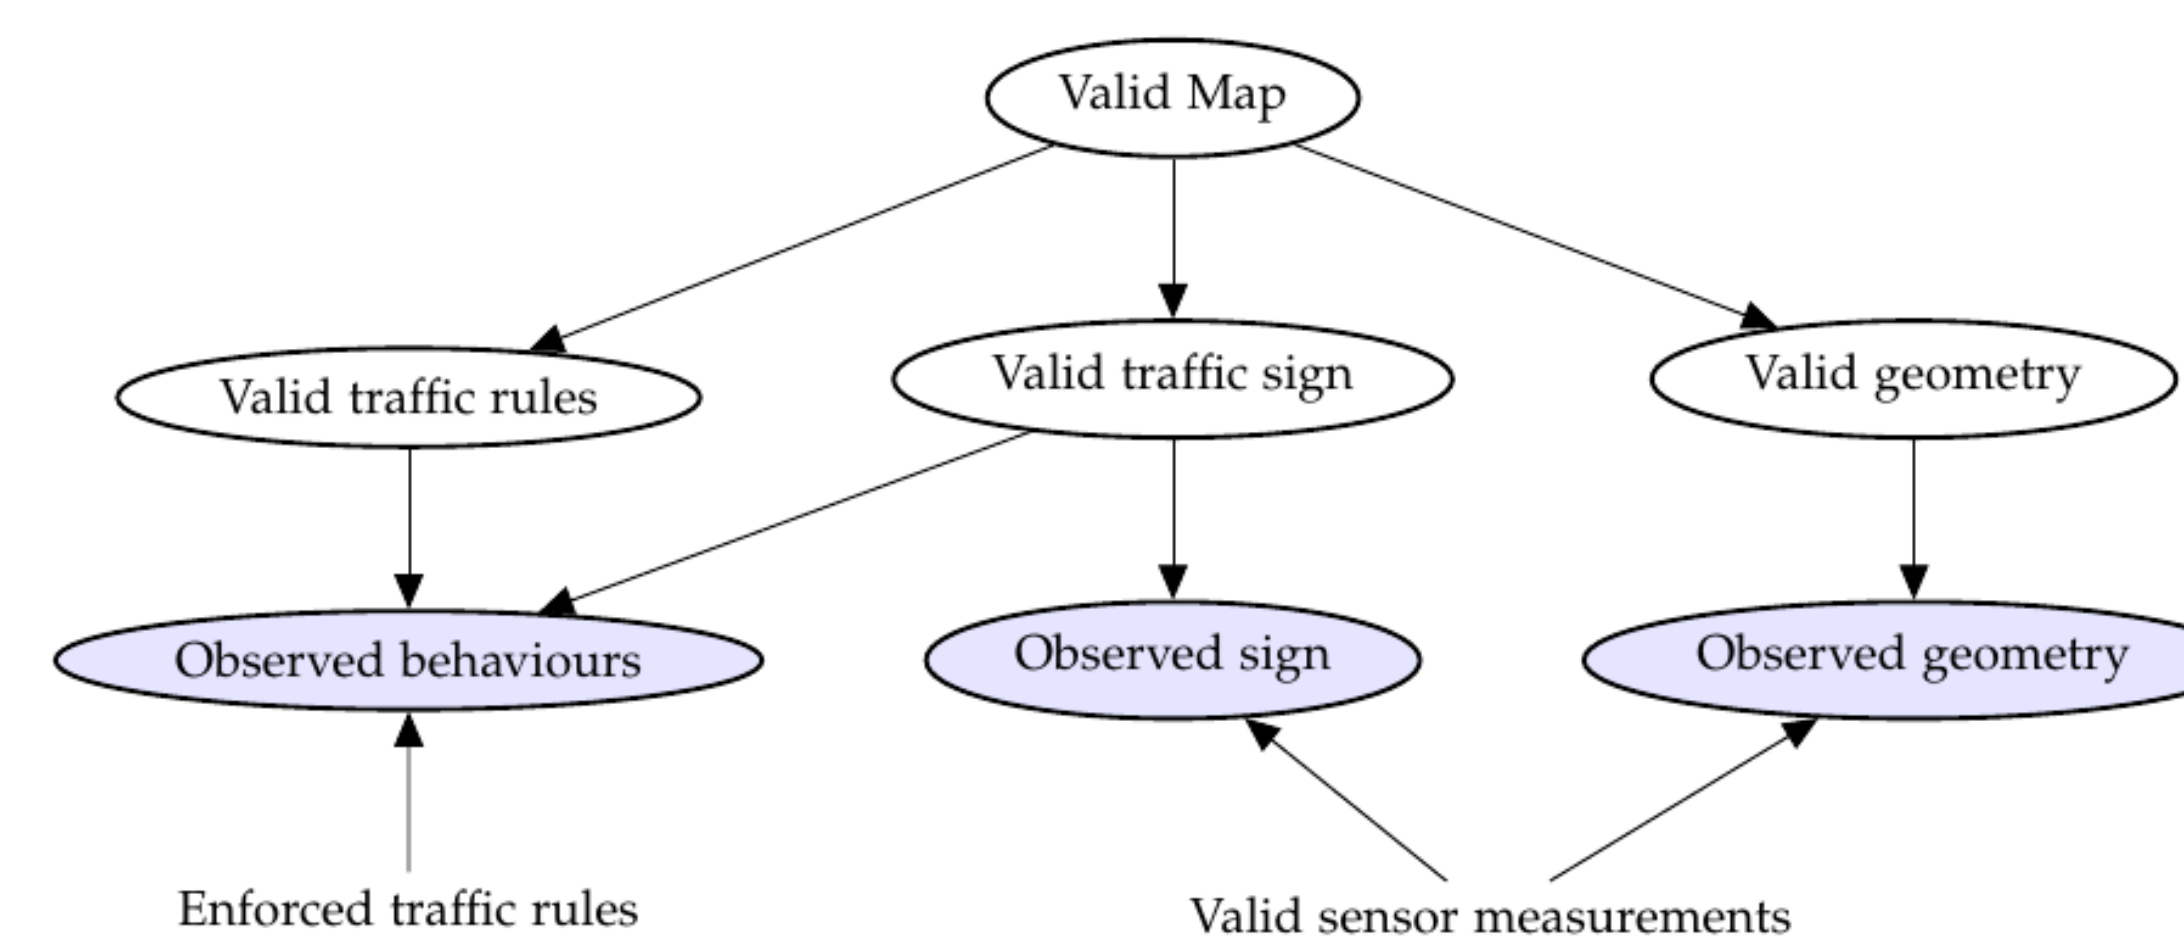 Valid Map
Valid traffic rules
Valid traffic sign
Valid geometry
Observed behaviours
Observed sign
Observed geometry
Enforced traffic rules
Valid sensor measurements